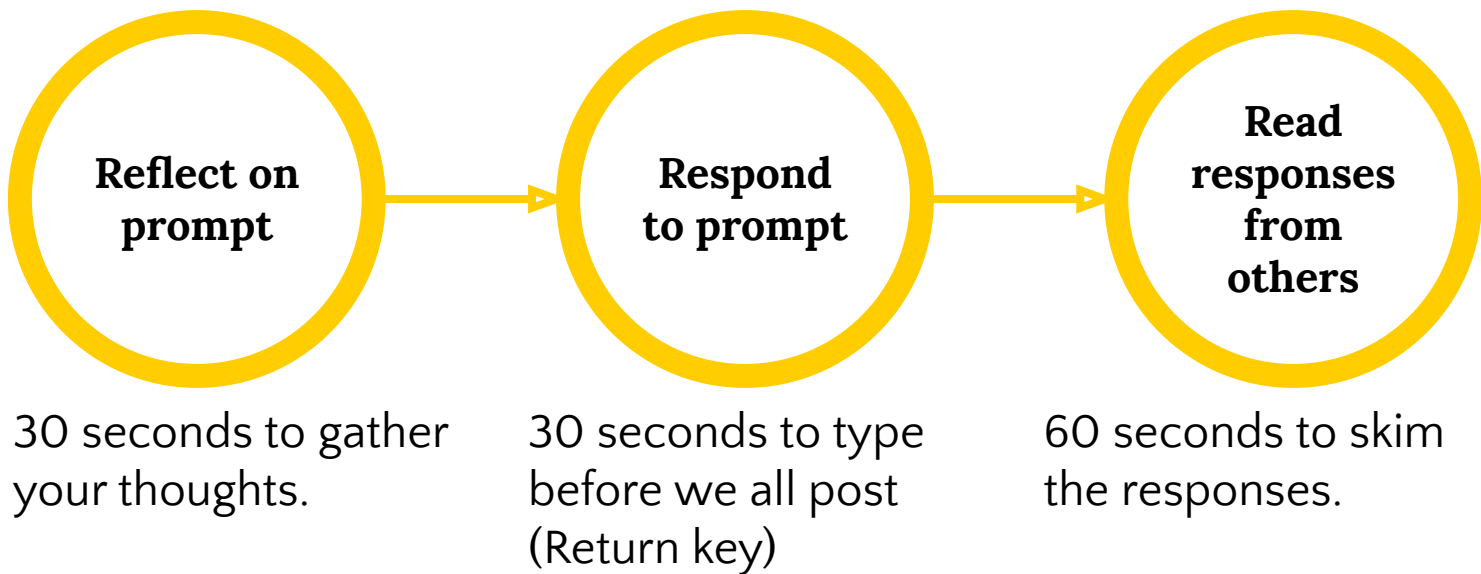 Reflect on
prompt
Respond
to prompt
Read
responses
from
others
30 seconds to gather
your thoughts.
30 seconds to type
before we all post
(Return key)
60 seconds to skim
the responses.